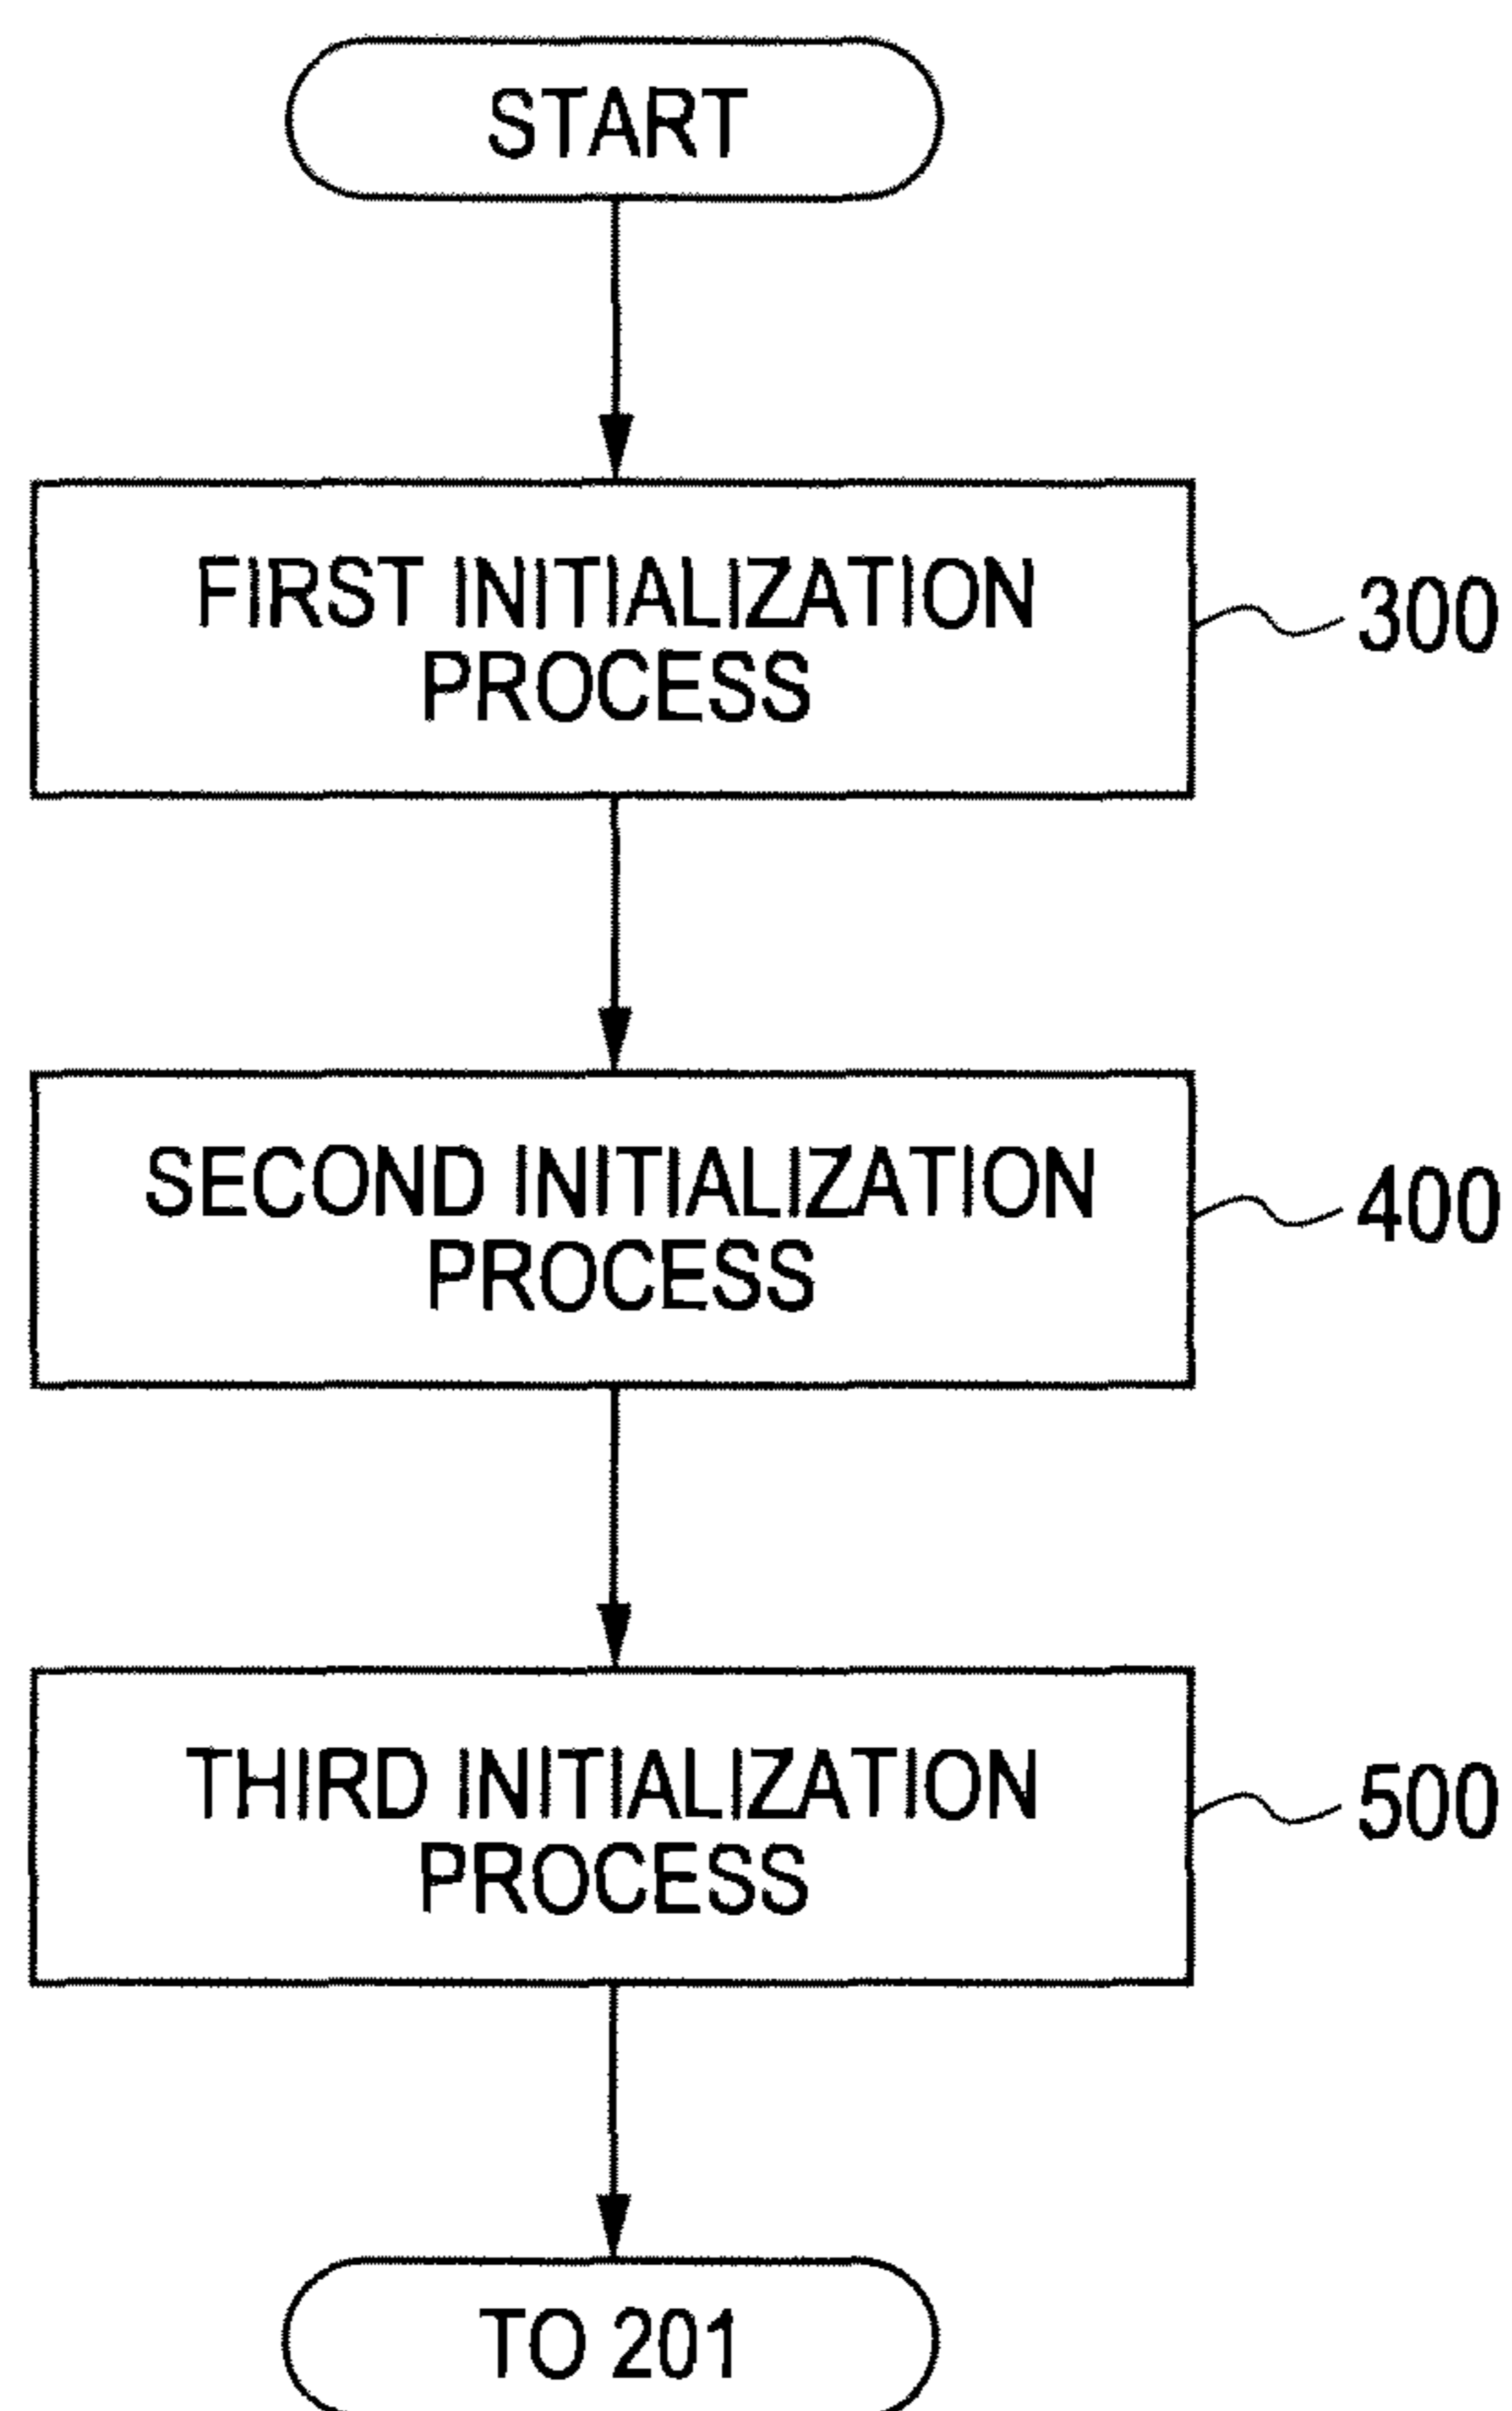 START
FIRST INITIALIZATION
PROCESS
300
SECOND INITIALIZATION
PROCESS
400
THIRD INITIALIZATION
PROCESS
500
TO 201